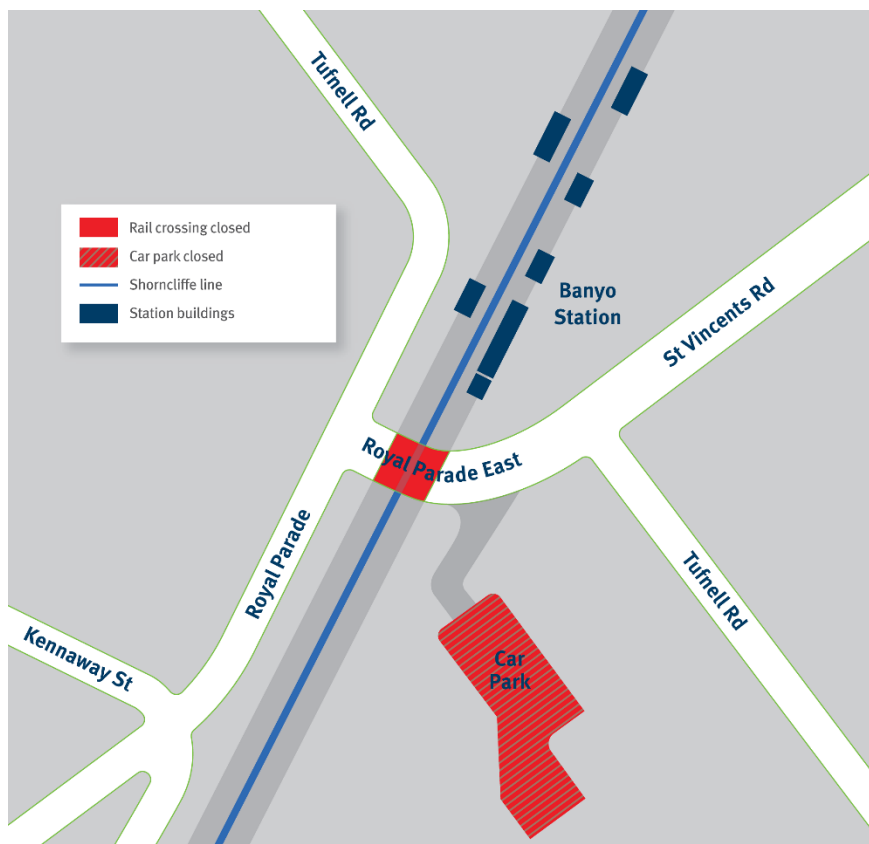 Tufnell Rd
Rail crossing closed
Car park closed
Shorncliffe line
Station buildings
Banyo
Station
St Vincents Rd
Royal Parade East
Royal Parade
Tufnell Rd
Kennaway St
Car
Park